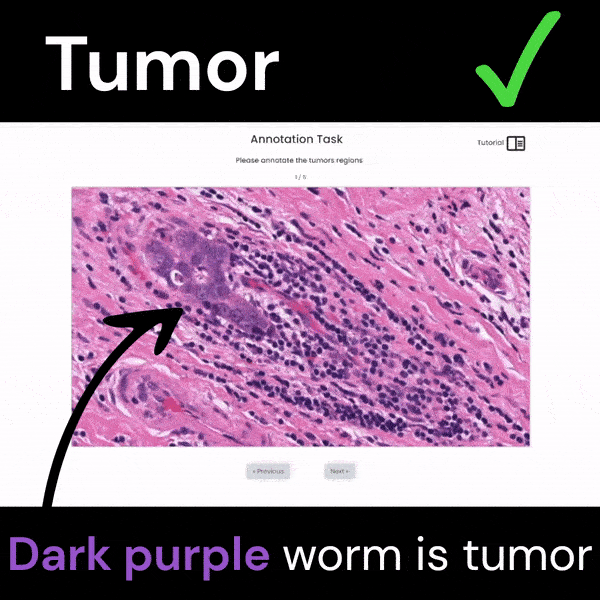 Tumor
Annotation Task
Tutorial
Please annotate the tumors regions
1 / 5
« Previous
Next »
Dark purple worm is tumor